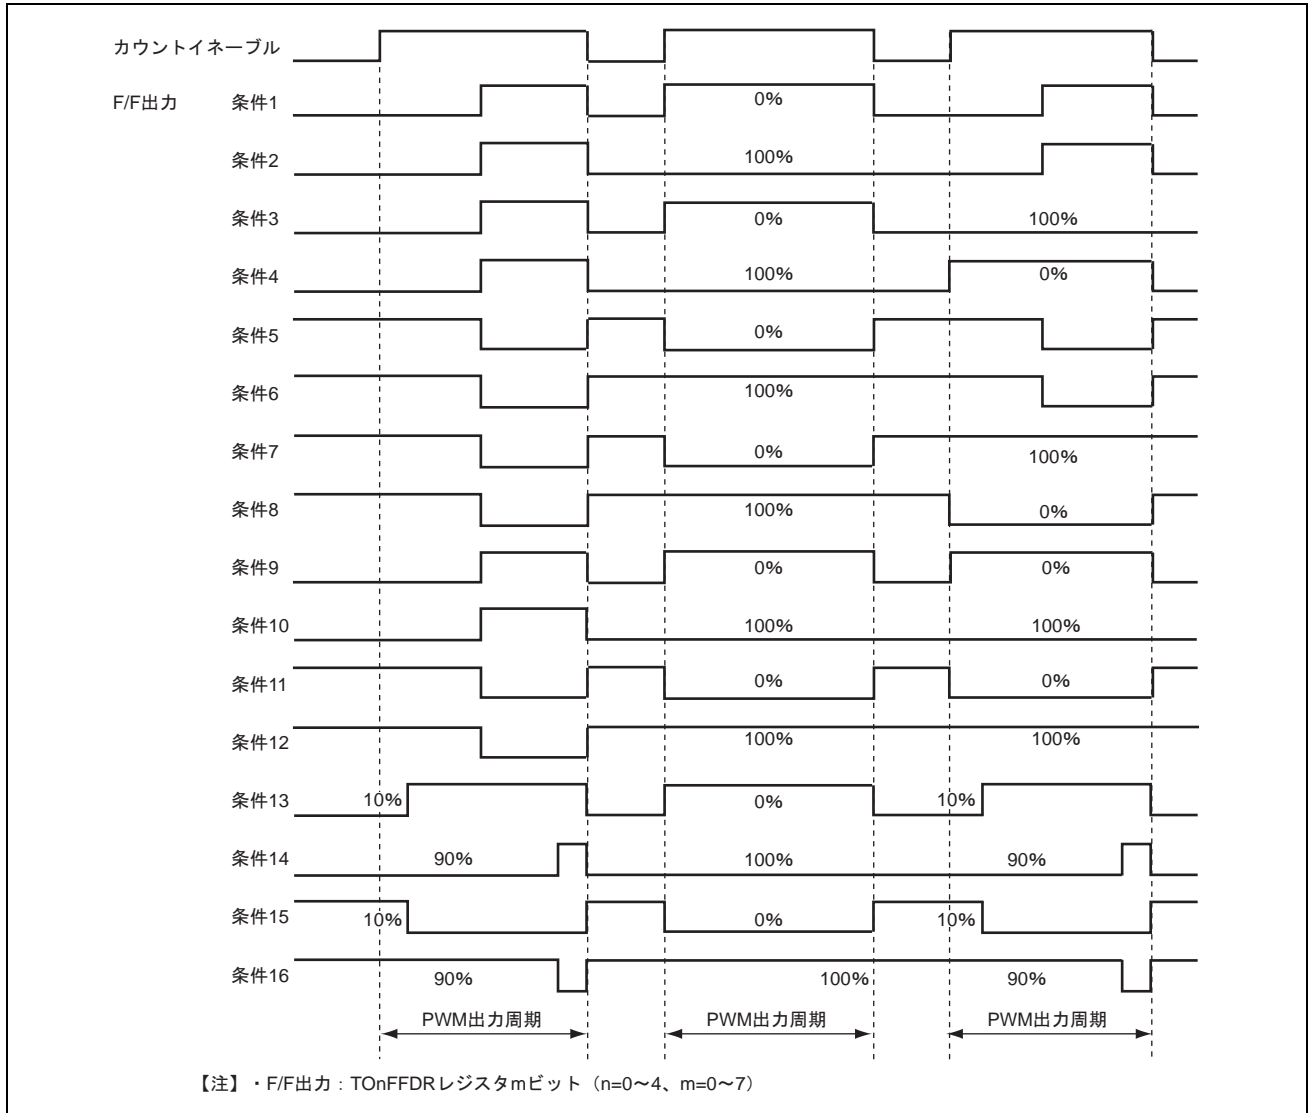 カウントイネーブル
F/F出力 条件1 0%
条件2 100%
条件3 0% 100%
条件4 100% 0%
条件5 0%
条件6 100%
条件7 0% 100%
条件8 100% 0%
条件9 0% 0%
条件10 100% 100%
条件11 0% 0%
条件12 100% 100%
条件13 10% 0% 10%
条件14 90% 100% 90%
条件15 10% 0% 10%
条件16 90% 100% 90%
PWM出力周期 PWM出力周期 PWM出力周期
【注】・F/F出力：TOnFFDRレジスタmビット（n=0～4、m=0～7）